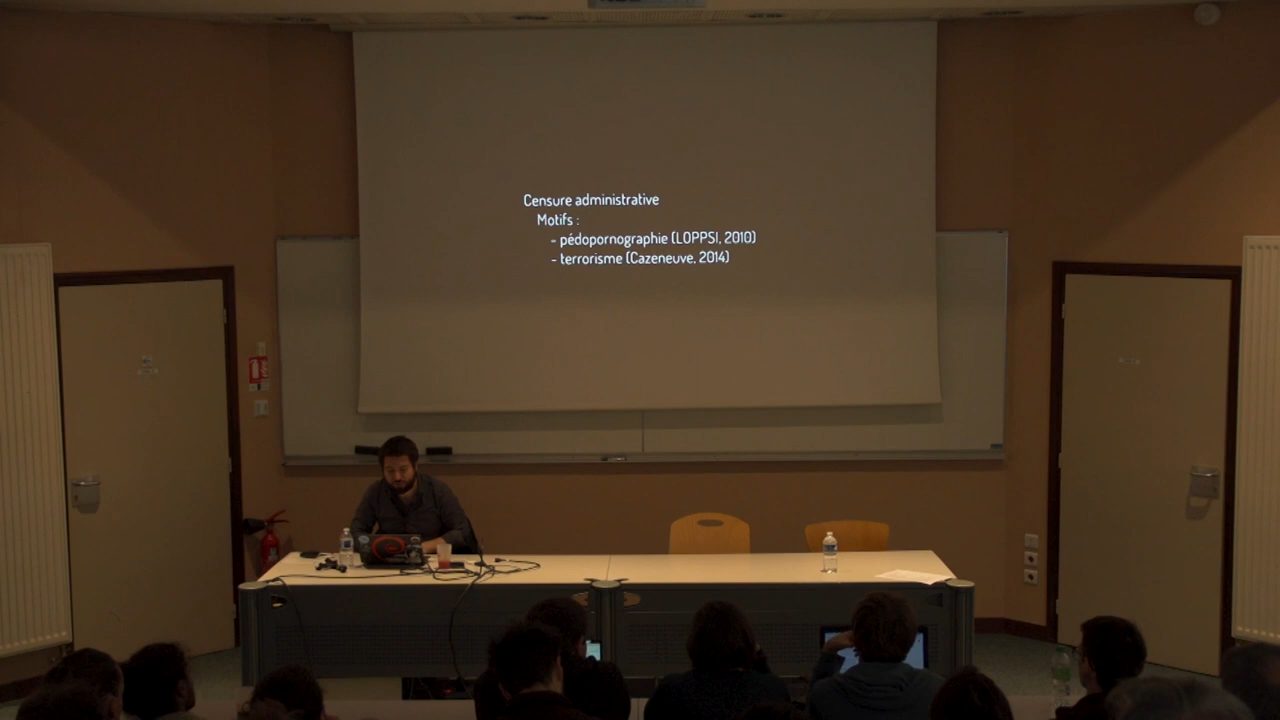 Censure administrative
Motifs :
- pédopornographie (LOPPSI, 2010)
- terrorisme (Cazeneuve, 2014)